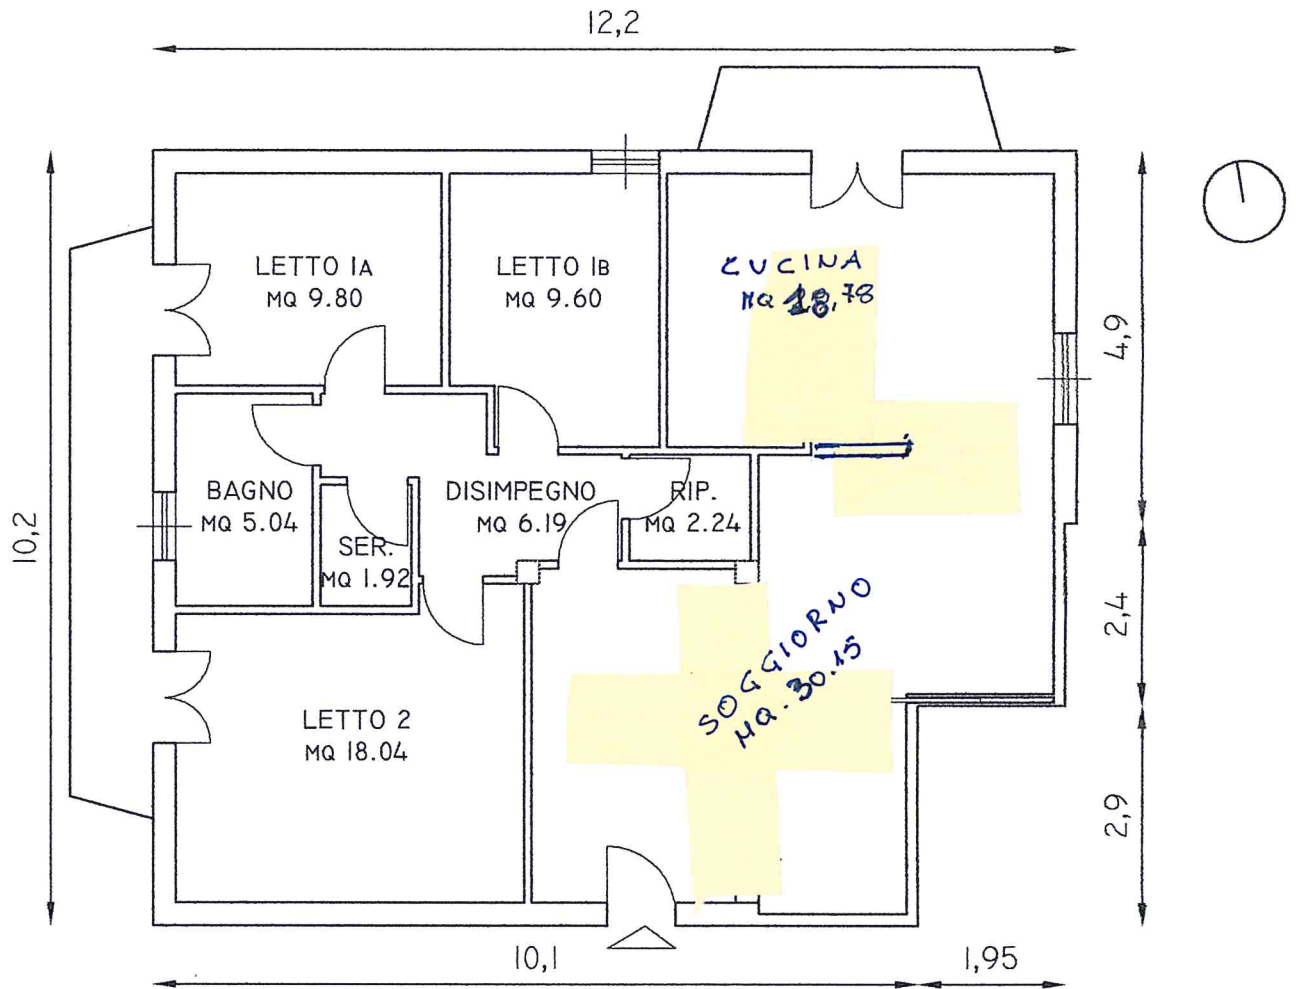 12,2
LETTO 1A
MQ 9.80
LETTO 1B
MQ 9.60
CUCINA
MQ 18,78
4,9
10,2
BAGNO
MQ 5.04
SER.
MQ 1.92
DISIMPEGNO
MQ 6.19
RIP.
MQ 2.24
2,4
SOGGIORNO
MQ. 30.15
LETTO 2
MQ 18.04
2,9
10,1
1,95